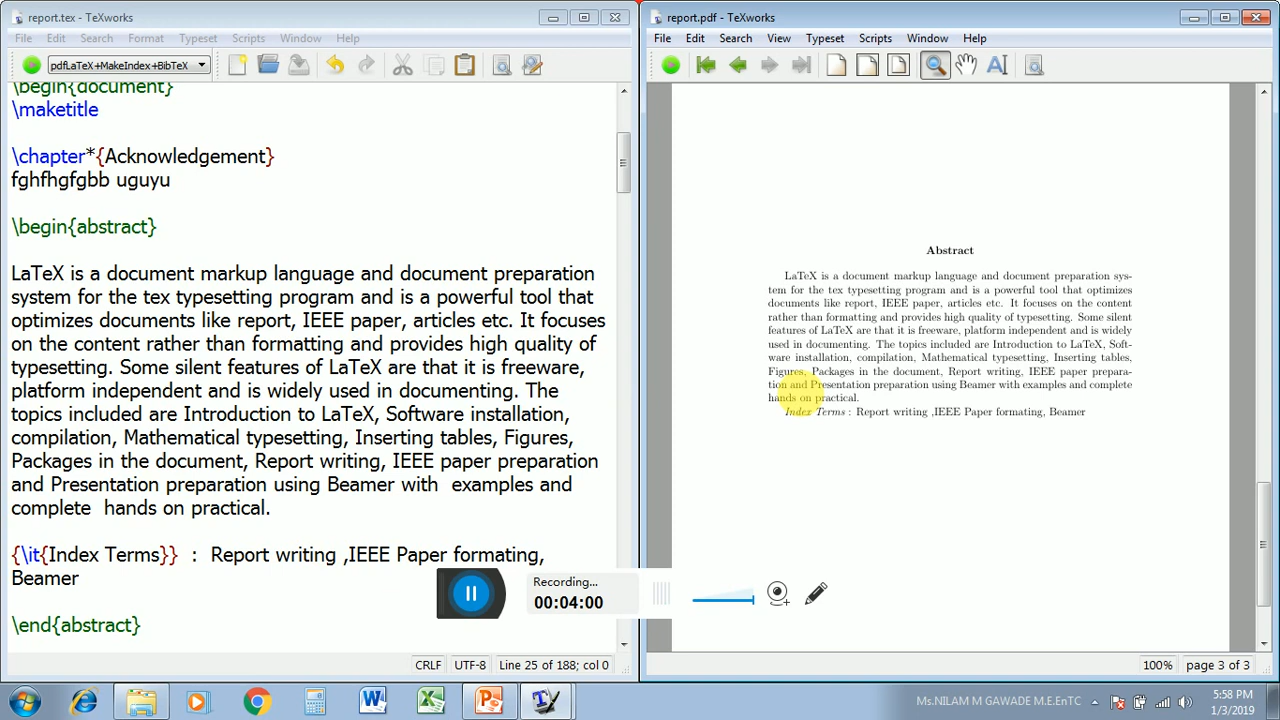 report.tex - TeXworks
File Edit Search Format Typeset Scripts Window Help
pdfLaTeX+MakeIndex+BibTeX
\begin{document}
\maketitle
\chapter*{Acknowledgement}
fghfhgfgbb uguyu
\begin{abstract}
LaTeX is a document markup language and document preparation
system for the tex typesetting program and is a powerful tool that
optimizes documents like report, IEEE paper, articles etc. It focuses
on the content rather than formatting and provides high quality of
typesetting. Some silent features of LaTeX are that it is freeware,
platform independent and is widely used in documenting. The
topics included are Introduction to LaTeX, Software installation,
compilation, Mathematical typesetting, Inserting tables, Figures,
Packages in the document, Report writing, IEEE paper preparation
and Presentation preparation using Beamer with  examples and
complete  hands on practical.
{\it{Index Terms}}  :  Report writing ,IEEE Paper formating,
Beamer
\end{abstract}
CRLF UTF-8 Line 25 of 188; col 0
report.pdf - TeXworks
File Edit Search View Typeset Scripts Window Help
Abstract
LaTeX is a document markup language and document preparation sys-
tem for the tex typesetting program and is a powerful tool that optimizes
documents like report, IEEE paper, articles etc. It focuses on the content
rather than formatting and provides high quality of typesetting. Some silent
features of LaTeX are that it is freeware, platform independent and is widely
used in documenting. The topics included are Introduction to LaTeX, Soft-
ware installation, compilation, Mathematical typesetting, Inserting tables,
Figures, Packages in the document, Report writing, IEEE paper prepara-
tion and Presentation preparation using Beamer with examples and complete
hands on practical.
Index Terms : Report writing ,IEEE Paper formating, Beamer
100% page 3 of 3
Recording...
00:04:00
Ms.NILAM M GAWADE M.E.EnTC
5:58 PM
1/3/2019